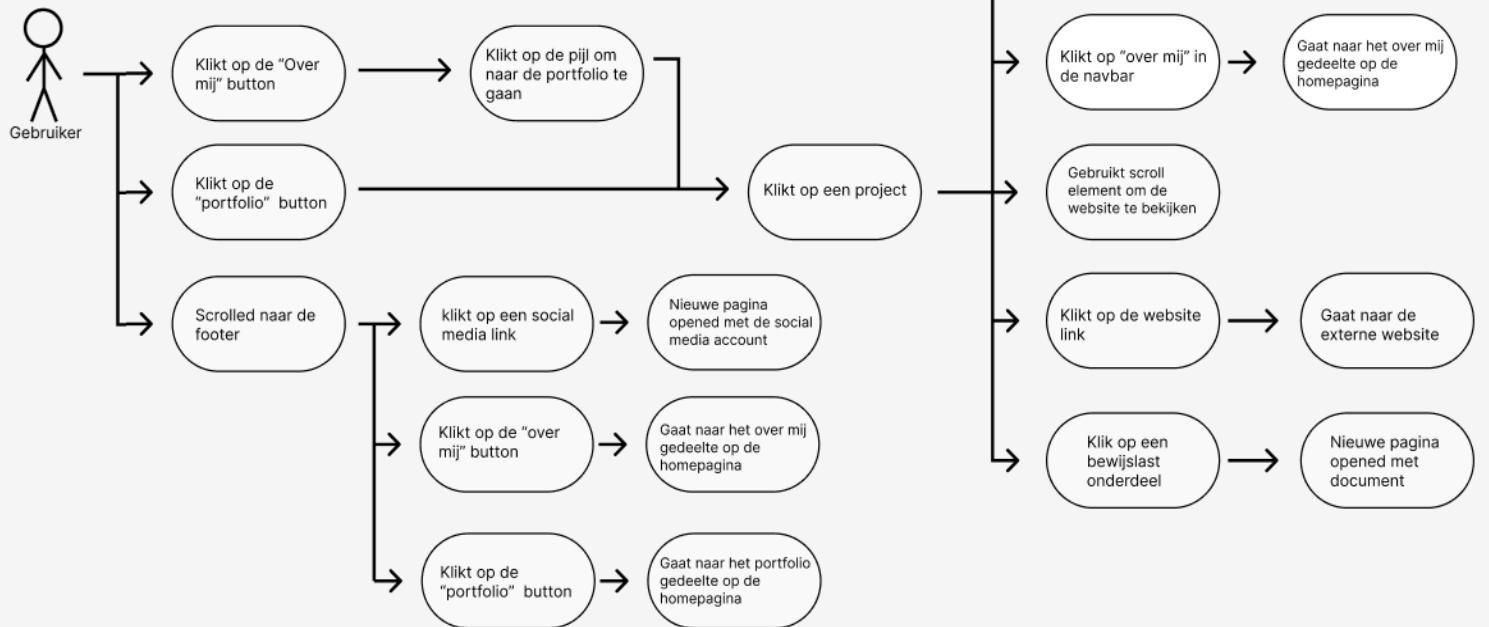 Gebruiker
Klikt op de “Over
mij” button
Klikt op de pijl om
naar de portfolio te
gaan
Klikt op de
“portfolio” button
Klikt op een project
Scrolled naar de
footer
klikt op een social
media link
Nieuwe pagina
opened met de social
media account
Klikt op de “over
mij” button
Gaat naar het over mij
gedeelte op de
homepagina
Klikt op de
“portfolio” button
Gaat naar het portfolio
gedeelte op de
homepagina
Klikt op “over mij” in
de navbar
Gaat naar het over mij
gedeelte op de
homepagina
Gebruikt scroll
element om de
website te bekijken
Klikt op de website
link
Gaat naar de
externe website
Klik op een
bewijslast
onderdeel
Nieuwe pagina
opened met
document